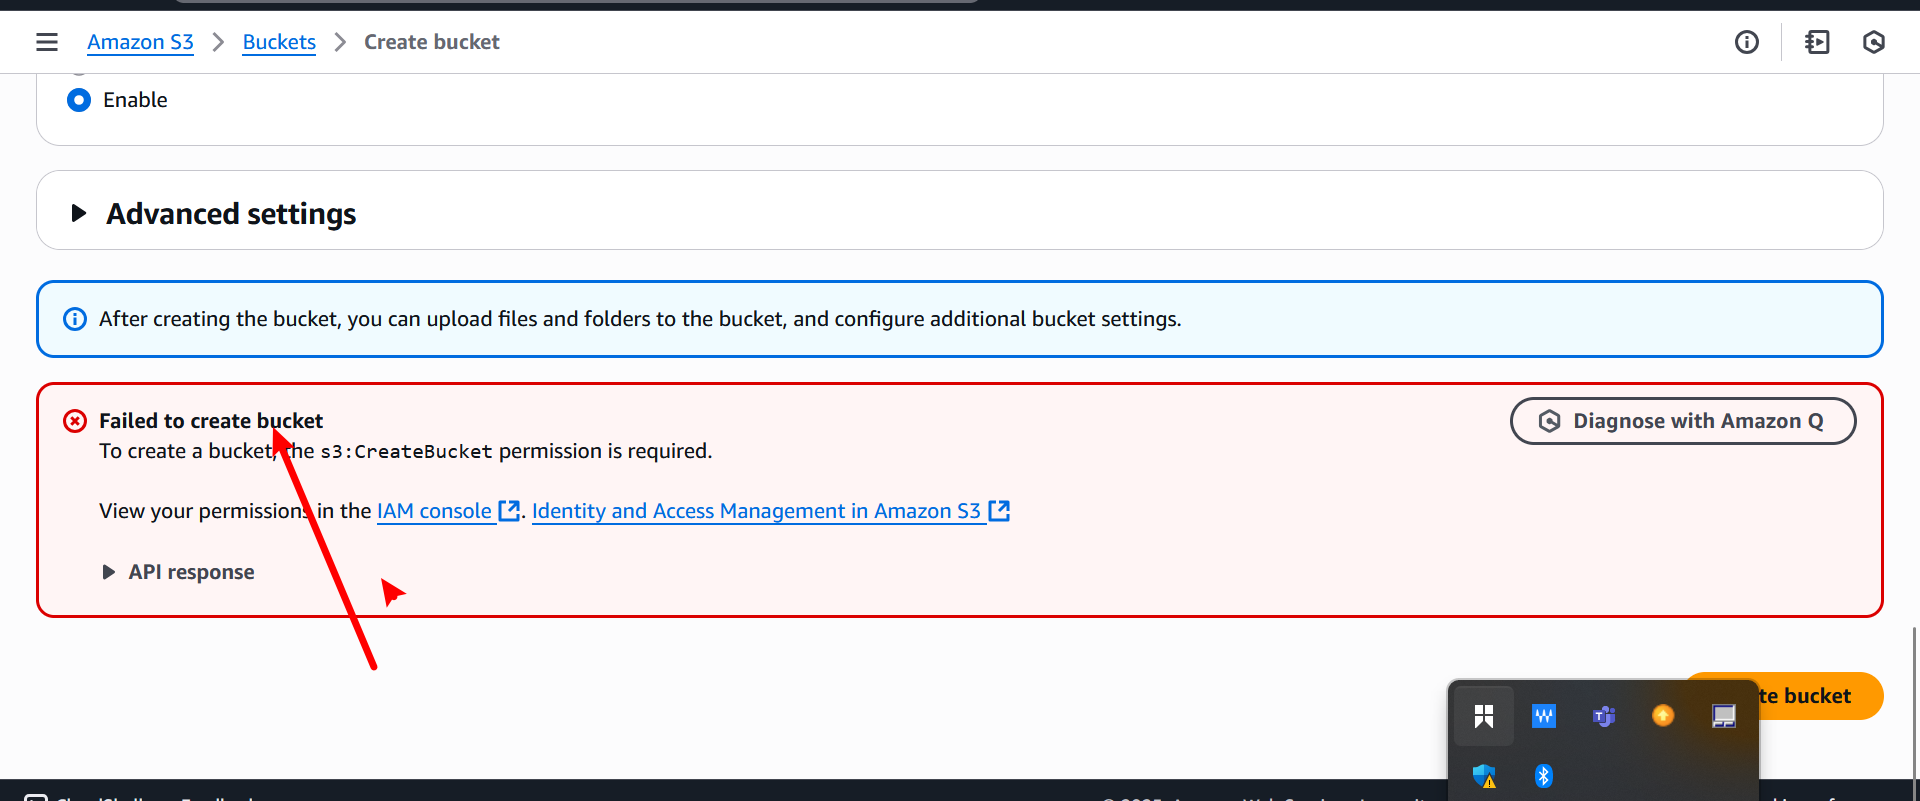 Amazon S3 > Buckets > Create bucket
Enable
Advanced settings
After creating the bucket, you can upload files and folders to the bucket, and configure additional bucket settings.
Failed to create bucket
Diagnose with Amazon Q
To create a bucket, the s3:CreateBucket permission is required.
View your permissions in the IAM console. Identity and Access Management in Amazon S3
API response
bucket